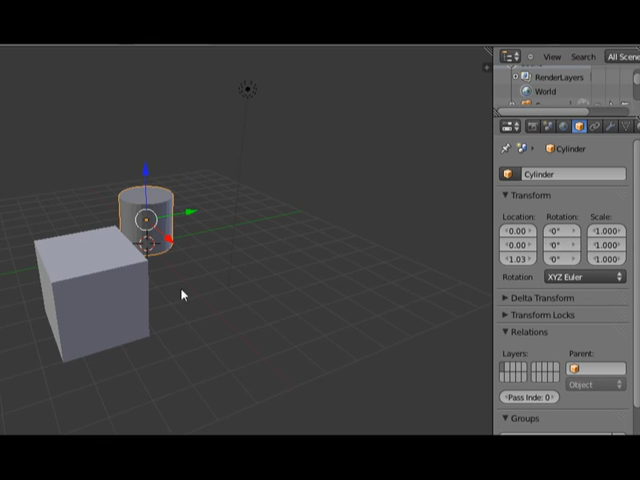 View Search All Scene
RenderLayers
World
Cylinder
Cylinder
Transform
Location: Rotation: Scale:
0.00 0° 1.000
0.00 0° 1.000
1.03 0° 1.000
Rotation XYZ Euler
Delta Transform
Transform Locks
Relations
Layers: Parent:
Object
Pass Inde: 0
Groups